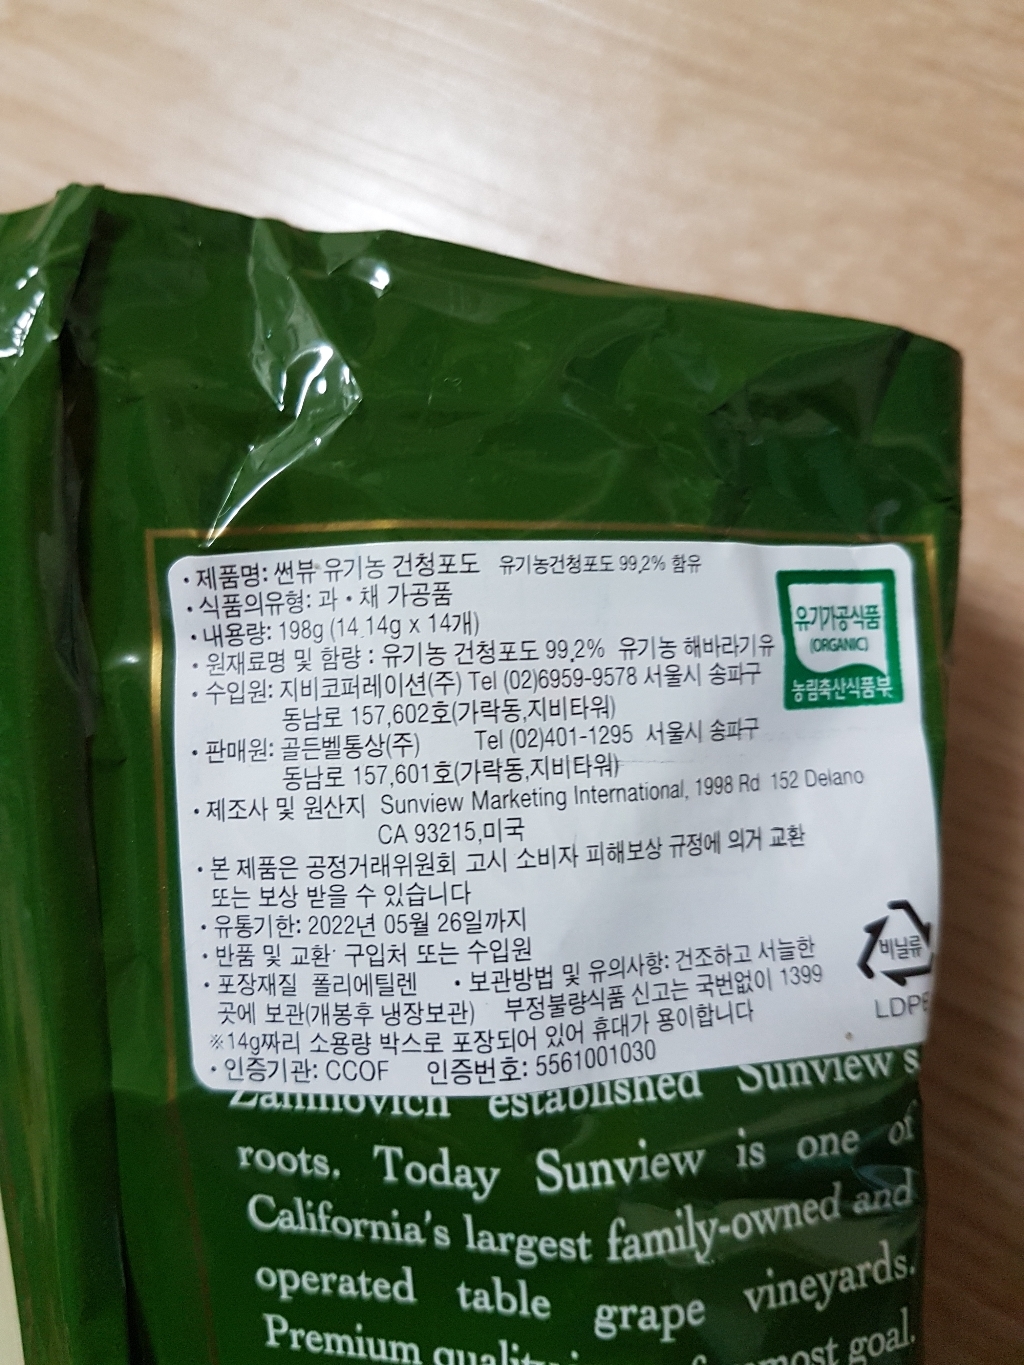 · 제품명: 썬뷰 유기농 건청포도 유기농건청포도 99,2% 함유
· 식품의유형: 과 · 채 가공품
· 내용량: 198g (14.14g x 14개)
· 원재료명 및 함량 : 유기농 건청포도 99,2% 유기농 해바라기유
· 수입원: 지비코퍼레이션(주) Tel (02)6959-9578 서울시 송파구
동남로 157,602호(가락동,지비타워)
· 판매원: 골든벨통상(주) Tel (02)401-1295 서울시 송파구
동남로 157,601호(가락동,지비타워)
· 제조사 및 원산지 Sunview Marketing International, 1998 Rd 152 Delano
CA 93215,미국
· 본 제품은 공정거래위원회 고시 소비자 피해보상 규정에 의거 교환
또는 보상 받을 수 있습니다
· 유통기한: 2022년 05월 26일까지
· 반품 및 교환: 구입처 또는 수입원
· 포장재질 폴리에틸렌 · 보관방법 및 유의사항: 건조하고 서늘한
곳에 보관(개봉후 냉장보관) 부정불량식품 신고는 국번없이 1399
※14g짜리 소용량 박스로 포장되어 있어 휴대가 용이합니다
· 인증기관: CCOF 인증번호: 5561001030
유기가공식품
(ORGANIC)
농림축산식품부
비닐류
LDPE
established Sunview's
roots. Today Sunview is one of
California's largest family-owned and
operated table grape vineyards.
Premium goal.